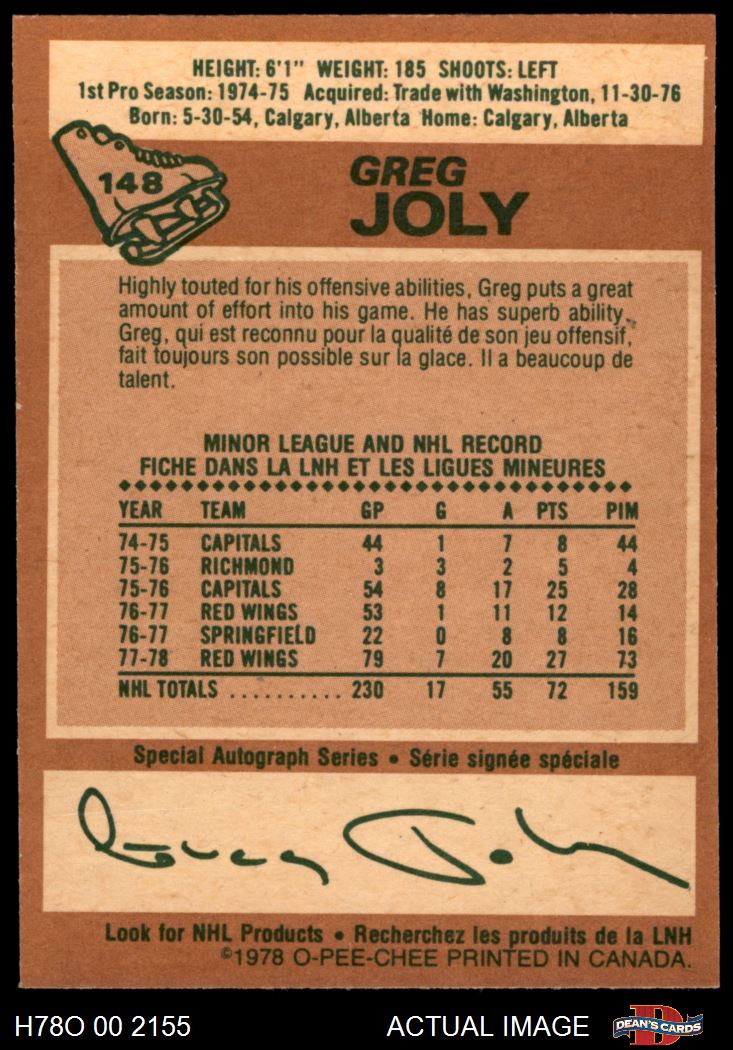 HEIGHT: 6'1" WEIGHT: 185 SHOOTS: LEFT
1st Pro Season: 1974-75 Acquired: Trade with Washington, 11-30-76
Born: 5-30-54, Calgary, Alberta Home: Calgary, Alberta
148
GREG
JOLY
Highly touted for his offensive abilities, Greg puts a great
amount of effort into his game. He has superb ability.
Greg, qui est reconnu pour la qualité de son jeu offensif,
fait toujours son possible sur la glace. Il a beaucoup de
talent.
MINOR LEAGUE AND NHL RECORD
FICHE DANS LA LNH ET LES LIGUES MINEURES
YEAR TEAM GP G A PTS PIM
74-75 CAPITALS 44 1 7 8 44
75-76 RICHMOND 3 3 2 5 4
75-76 CAPITALS 54 8 17 25 28
76-77 RED WINGS 53 1 11 12 14
76-77 SPRINGFIELD 22 0 8 8 16
77-78 RED WINGS 79 7 20 27 73
NHL TOTALS .......... 230 17 55 72 159
Special Autograph Series • Série signée spéciale
Greg Joly
Look for NHL Products • Recherchez les produits de la LNH
©1978 O-PEE-CHEE PRINTED IN CANADA.
H78O 00 2155 ACTUAL IMAGE DEAN'S CARDS